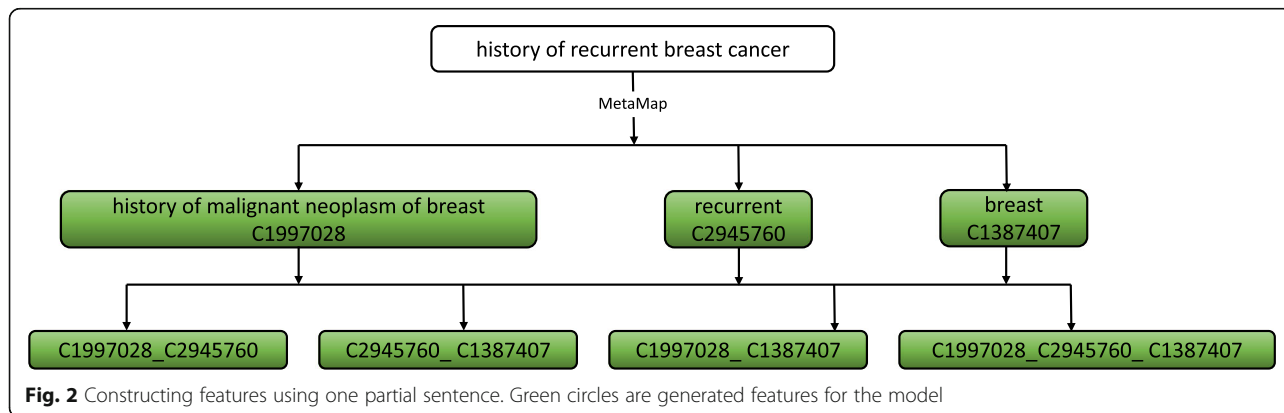 history of recurrent breast cancer
MetaMap
history of malignant neoplasm of breast
C1997028
recurrent
C2945760
breast
C1387407
C1997028_C2945760
C2945760_ C1387407
C1997028_ C1387407
C1997028_C2945760_ C1387407
Fig. 2 Constructing features using one partial sentence. Green circles are generated features for the model